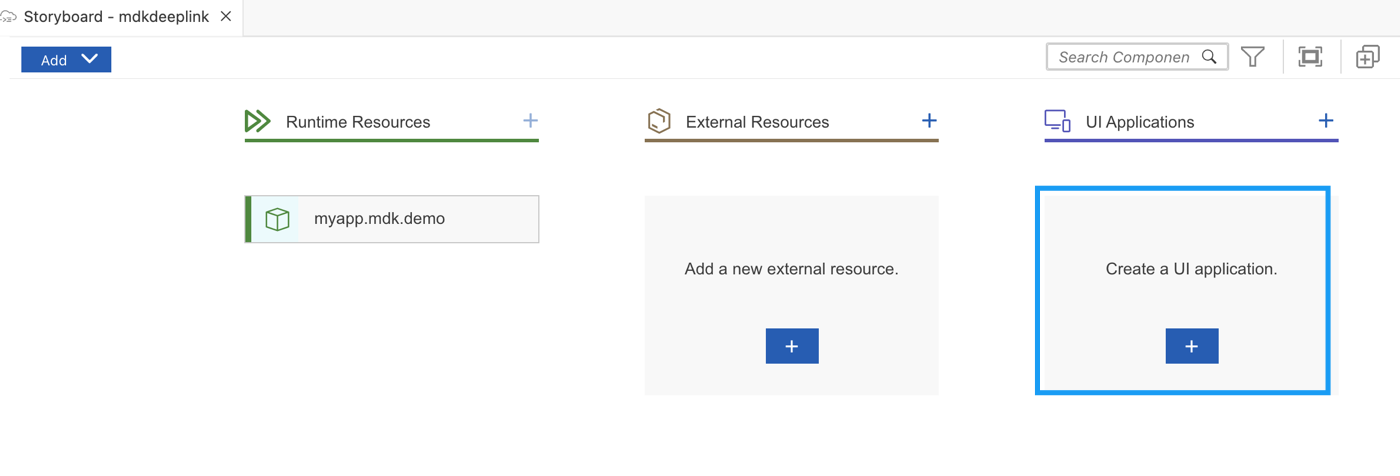 Storyboard - mdkdeeplink
Add
Search Componen
Runtime Resources
External Resources
UI Applications
myapp.mdk.demo
Add a new external resource.
Create a UI application.